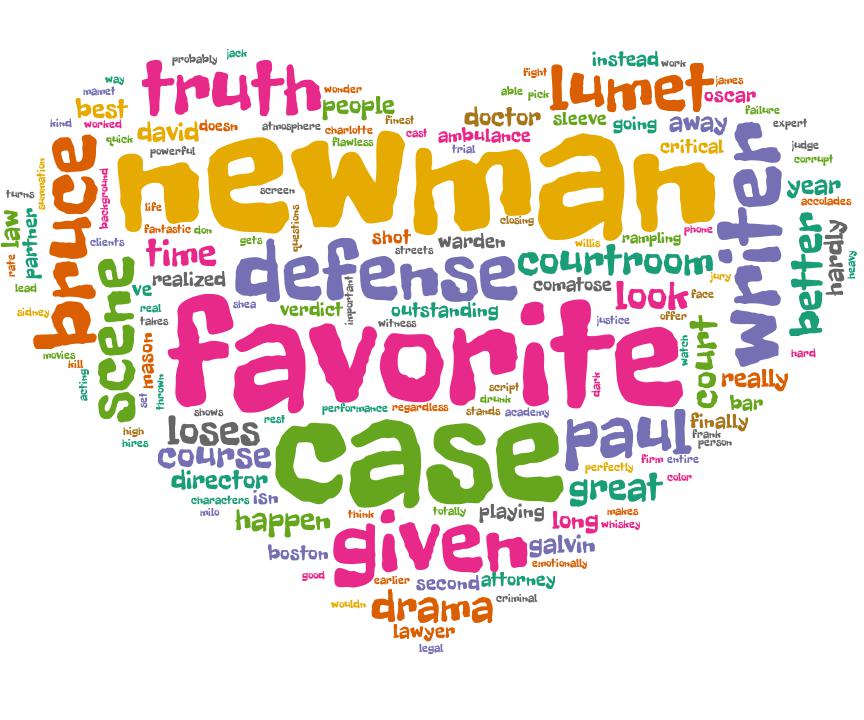 probably jack
way truth wonder
mamet best people
kind worked david doesn atmosphere charlotte finest
quick powerful flawless cast
fight lumet james instead work
able pick oscar
doctor sleeve going away failure
ambulance trial critical expert
judge corrupt
bruce summation background
newman
life screen questions closing
fantastic don gets
turns law partner clients
rate lead sidney
time realized
shot streets warden willis rampling phone
defense courtroom
comatose jury
writer year accolades
better hardly heavy
scene ve real takes
shea verdict important outstanding witness
look face offer justice
movies kill acting set mason thrown
favorite
dark watch court
hard really bar
script drunk
shows rest performance regardless stands academy
high hires loses course
case
paul finally frank person
perfectly firm entire
director characters isn milo
great color
happen think totally playing long makes whiskey
boston given galvin
emotionally
good earlier second attorney
wouldn drama criminal
lawyer
legal